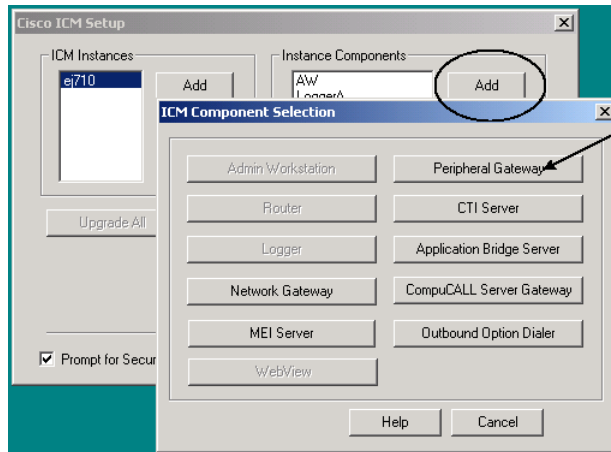 Cisco ICM Setup
ICM Instances
ej710
Add
Instance Components
AW
LoggerA
Add
Upgrade All
Prompt for Secur
ICM Component Selection
Admin Workstation
Peripheral Gateway
Router
CTI Server
Logger
Application Bridge Server
Network Gateway
CompuCALL Server Gateway
MEI Server
Outbound Option Dialer
WebView
Help
Cancel